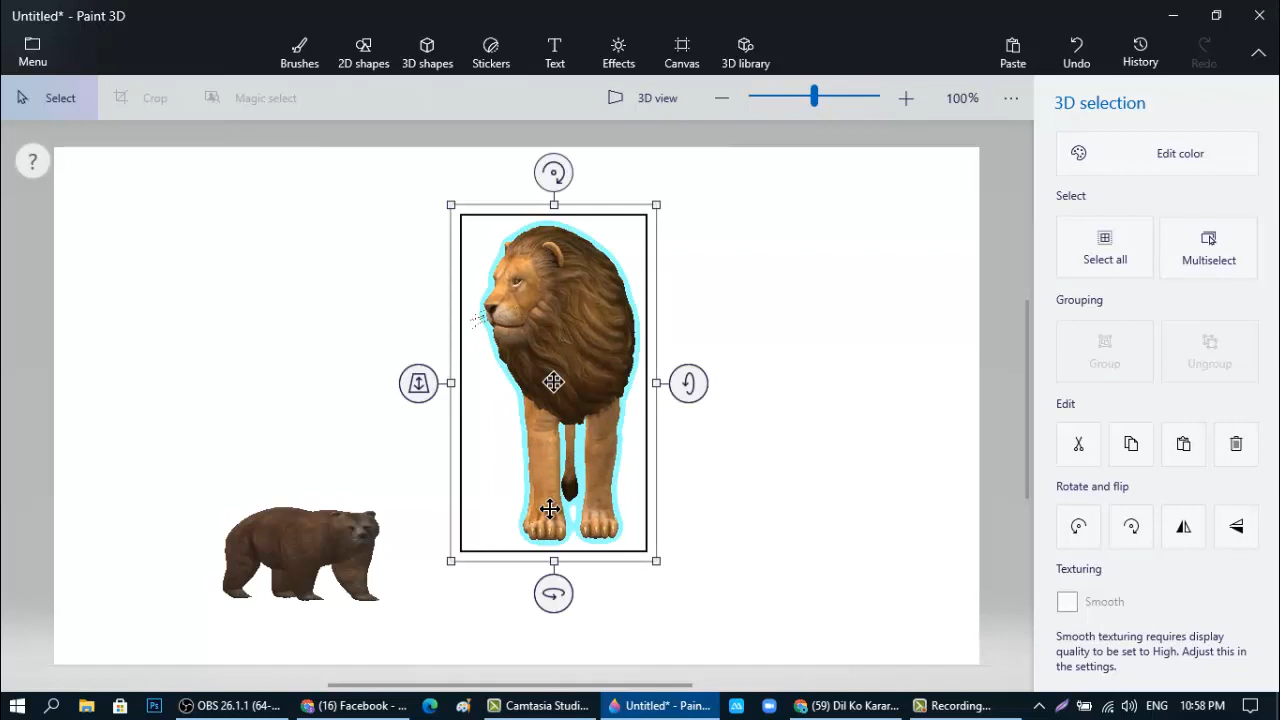 Untitled* - Paint 3D
Menu
Brushes
2D shapes
3D shapes
Stickers
Text
Effects
Canvas
3D library
Paste
Undo
History
Redo
Select
Crop
Magic select
3D view
100%
?
3D selection
Edit color
Select
Select all
Multiselect
Grouping
Group
Ungroup
Edit
Rotate and flip
Texturing
Smooth
Smooth texturing requires display
quality to be set to High. Adjust this in
the settings.
Ps
OBS 26.1.1 (64-...
(16) Facebook - ...
Camtasia Studi...
Untitled* - Pain...
(59) Dil Ko Karar...
Recording...
ENG
10:58 PM